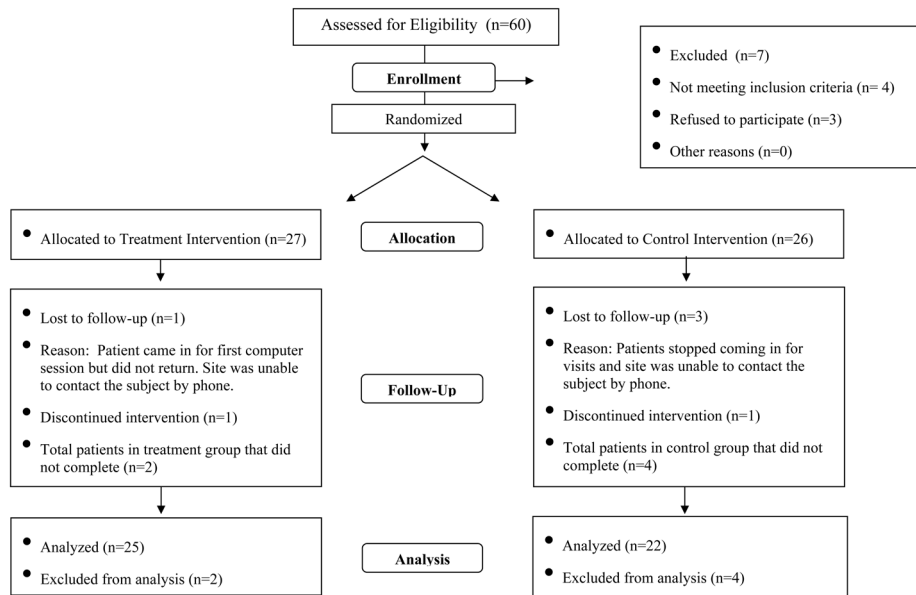 Assessed for Eligibility (n=60)
Enrollment
Randomized
• Excluded (n=7)
• Not meeting inclusion criteria (n= 4)
• Refused to participate (n=3)
• Other reasons (n=0)
• Allocated to Treatment Intervention (n=27)
Allocation
• Allocated to Control Intervention (n=26)
• Lost to follow-up (n=1)
• Reason: Patient came in for first computer
session but did not return. Site was unable
to contact the subject by phone.
• Discontinued intervention (n=1)
• Total patients in treatment group that did
not complete (n=2)
Follow-Up
• Lost to follow-up (n=3)
• Reason: Patients stopped coming in for
visits and site was unable to contact the
subject by phone.
• Discontinued intervention (n=1)
• Total patients in control group that did
not complete (n=4)
• Analyzed (n=25)
• Excluded from analysis (n=2)
Analysis
• Analyzed (n=22)
• Excluded from analysis (n=4)